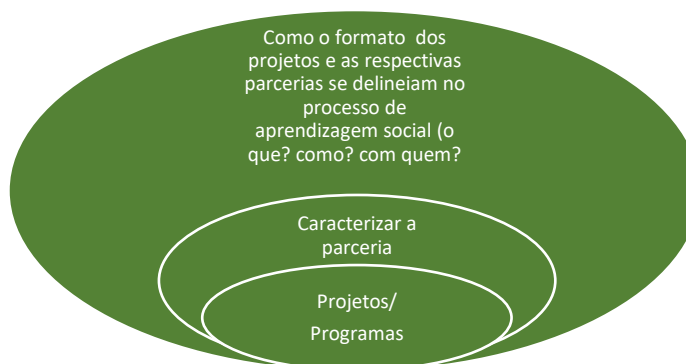 Como o formato dos
projetos e as respectivas
parcerias se delineiam no
processo de
aprendizagem social (o
que? como? com quem?
Caracterizar a
parceria
Projetos/
Programas